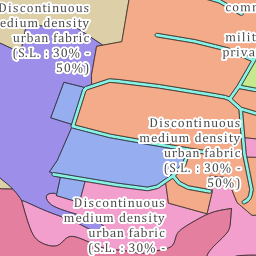 Discontinuous
medium density
urban fabric
(S.L. : 30% -
50%)
comm
milit
priva
Discontinuous
medium density
urban fabric
(S.L. : 30% -
50%)
Discontinuous
medium density
urban fabric
(S.L. : 30% -